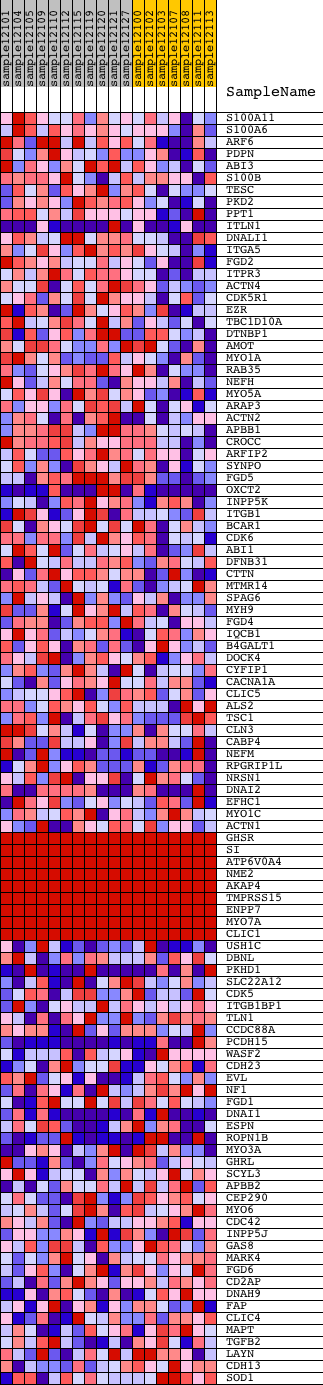 sample12101
sample12104
sample12105
sample12109
sample12110
sample12112
sample12115
sample12119
sample12120
sample12121
sample12127
sample12100
sample12102
sample12103
sample12107
sample12108
sample12111
sample12113
SampleName
S100A11
S100A6
ARF6
PDPN
ABI3
S100B
TESC
PKD2
PPT1
ITLN1
DNALI1
ITGA5
FGD2
ITPR3
ACTN4
CDK5R1
EZR
TBC1D10A
DTNBP1
AMOT
MYO1A
RAB35
NEFH
MYO5A
ARAP3
ACTN2
APBB1
CROCC
ARFIP2
SYNPO
FGD5
OXCT2
INPP5K
ITGB1
BCAR1
CDK6
ABI1
DFNB31
CTTN
MTMR14
SPAG6
MYH9
FGD4
IQCB1
B4GALT1
DOCK4
CYFIP1
CACNA1A
CLIC5
ALS2
TSC1
CLN3
CABP4
NEFM
RPGRIP1L
NRSN1
DNAI2
EFHC1
MYO1C
ACTN1
GHSR
SI
ATP6V0A4
NME2
AKAP4
TMPRSS15
ENPP7
MYO7A
CLIC1
USH1C
DBNL
PKHD1
SLC22A12
CDK5
ITGB1BP1
TLN1
CCDC88A
PCDH15
WASF2
CDH23
EVL
NF1
FGD1
DNAI1
ESPN
ROPN1B
MYO3A
GHRL
SCYL3
APBB2
CEP290
MYO6
CDC42
INPP5J
GAS8
MARK4
FGD6
CD2AP
DNAH9
FAP
CLIC4
MAPT
TGFB2
LAYN
CDH13
SOD1